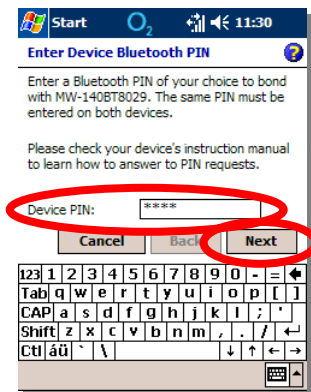 Start O2 11:30
Enter Device Bluetooth PIN ?
Enter a Bluetooth PIN of your choice to bond
with MW-140BT8029. The same PIN must be
entered on both devices.
Please check your device's instruction manual
to learn how to answer to PIN requests.
Device PIN: ****
Cancel Back Next
123 1 2 3 4 5 6 7 8 9 0 - = 
Tab q w e r t y u i o p [ ]
CAP a s d f g h j k l ; '
Shift z x c v b n m , . /
Ctl áü ` \